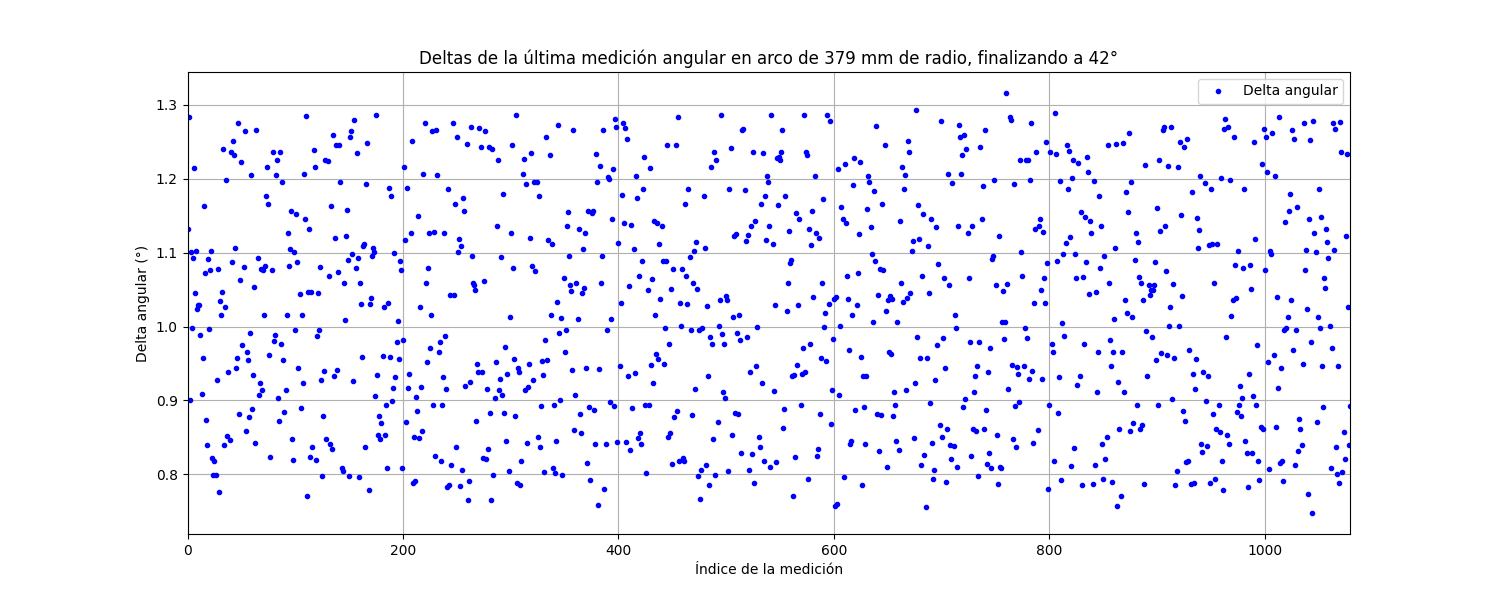 Deltas de la última medición angular en arco de 379 mm de radio, finalizando a 42°
Delta angular
1.3
1.2
1.1
1.0
0.9
0.8
Delta angular (°)
0 200 400 600 800 1000
Índice de la medición